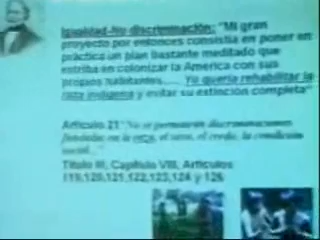 Igualdad-No discriminación: "Mi gran
proyecto por entonces consistía en poner en
práctica un plan bastante meditado que
estriba en colonizar la America con sus
propios habitantes..... Yo quería rehabilitar la
raza indígena y evitar su extinción completa"
Artículo 21 "No se permitirán discriminaciones
fundadas en la raza, el sexo, el credo, la condición
social..."
Titulo III, Capitulo VIII, Artículos
119,120,121,122,123,124 y 126